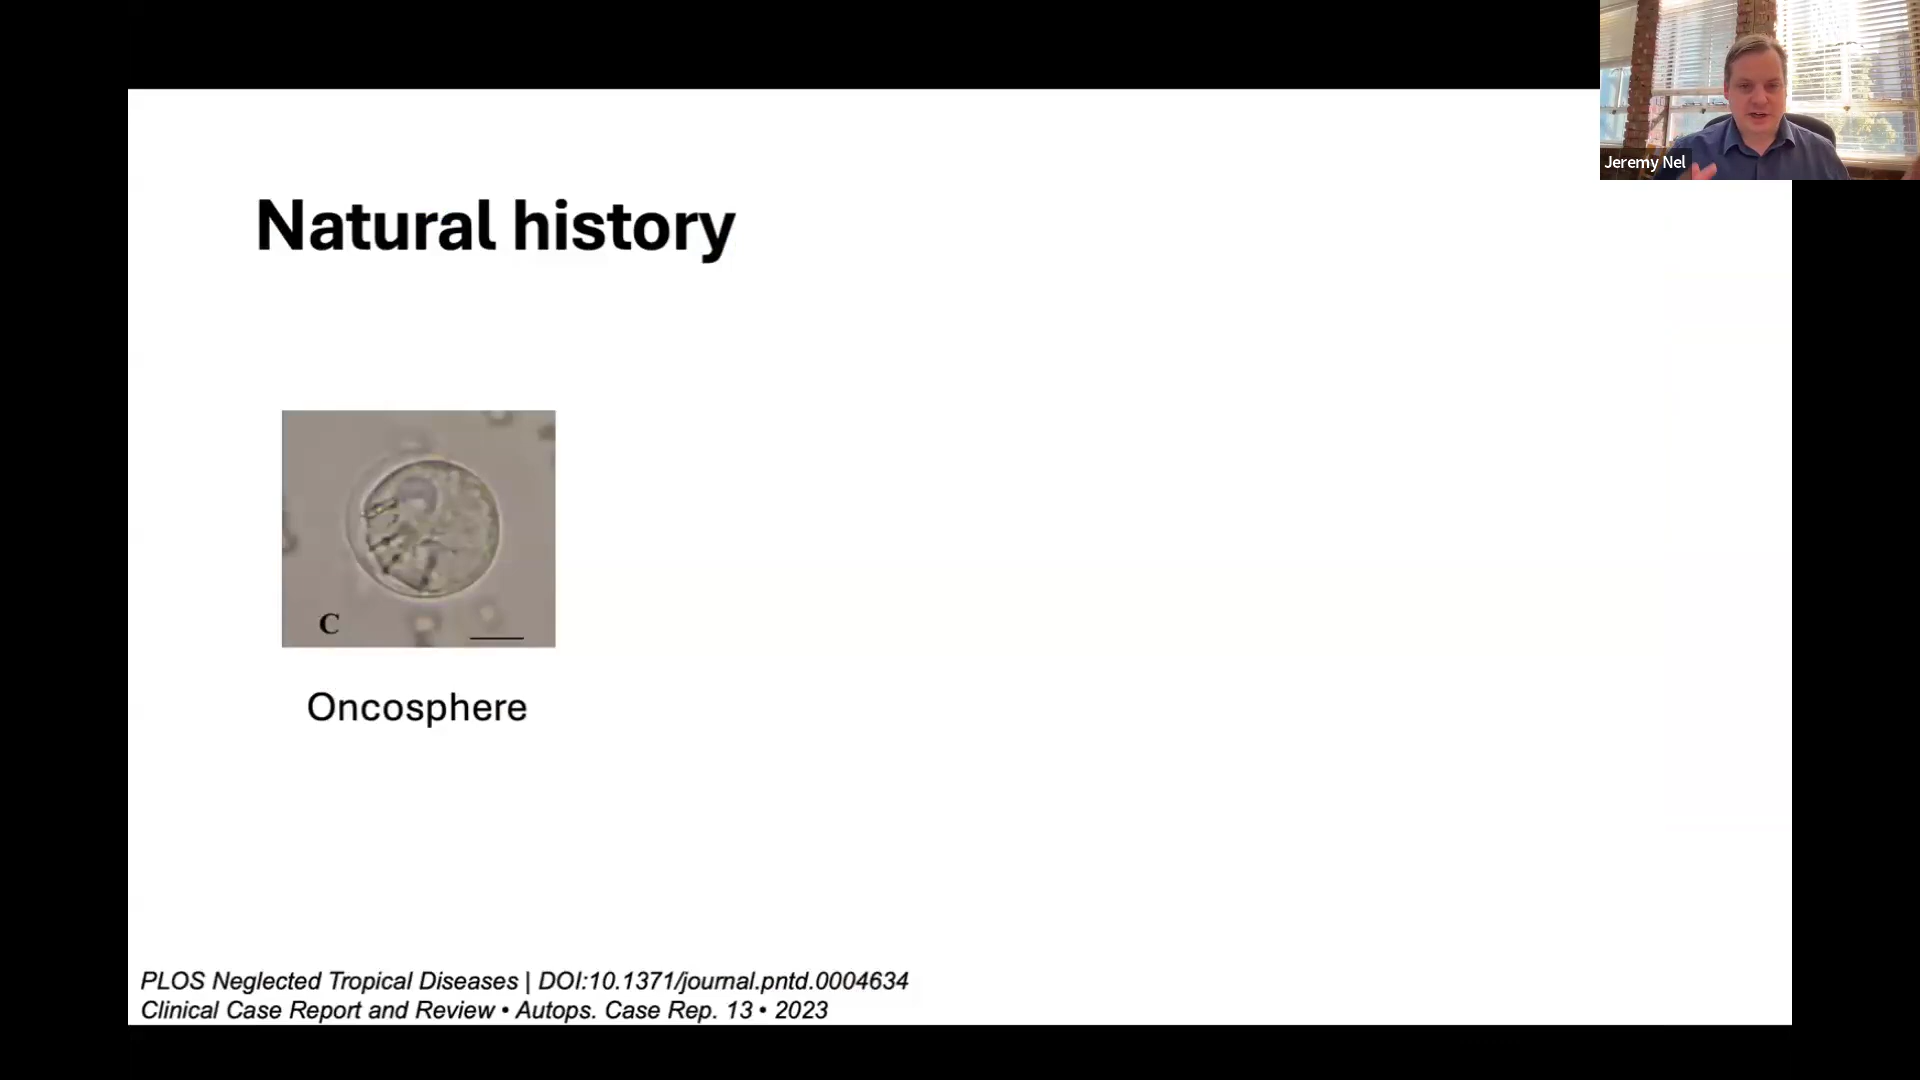 Jeremy Nel
Natural history
C
Oncosphere
PLOS Neglected Tropical Diseases | DOI:10.1371/journal.pntd.0004634
Clinical Case Report and Review • Autops. Case Rep. 13 • 2023